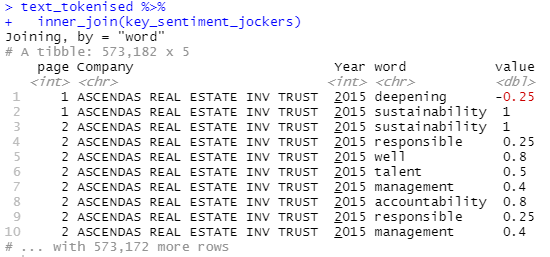 > text_tokenised %>%
+   inner_join(key_sentiment_jockers)
Joining, by = "word"
# A tibble: 573,182 x 5
    page Company                         Year word           value
   <int> <chr>                          <int> <chr>          <dbl>
 1     1 ASCENDAS REAL ESTATE INV TRUST  2015 deepening      -0.25
 2     1 ASCENDAS REAL ESTATE INV TRUST  2015 sustainability  1
 3     2 ASCENDAS REAL ESTATE INV TRUST  2015 sustainability  1
 4     2 ASCENDAS REAL ESTATE INV TRUST  2015 responsible     0.25
 5     2 ASCENDAS REAL ESTATE INV TRUST  2015 well            0.8
 6     2 ASCENDAS REAL ESTATE INV TRUST  2015 talent          0.5
 7     2 ASCENDAS REAL ESTATE INV TRUST  2015 management      0.4
 8     2 ASCENDAS REAL ESTATE INV TRUST  2015 accountability  0.8
 9     2 ASCENDAS REAL ESTATE INV TRUST  2015 responsible     0.25
10     2 ASCENDAS REAL ESTATE INV TRUST  2015 management      0.4
# ... with 573,172 more rows